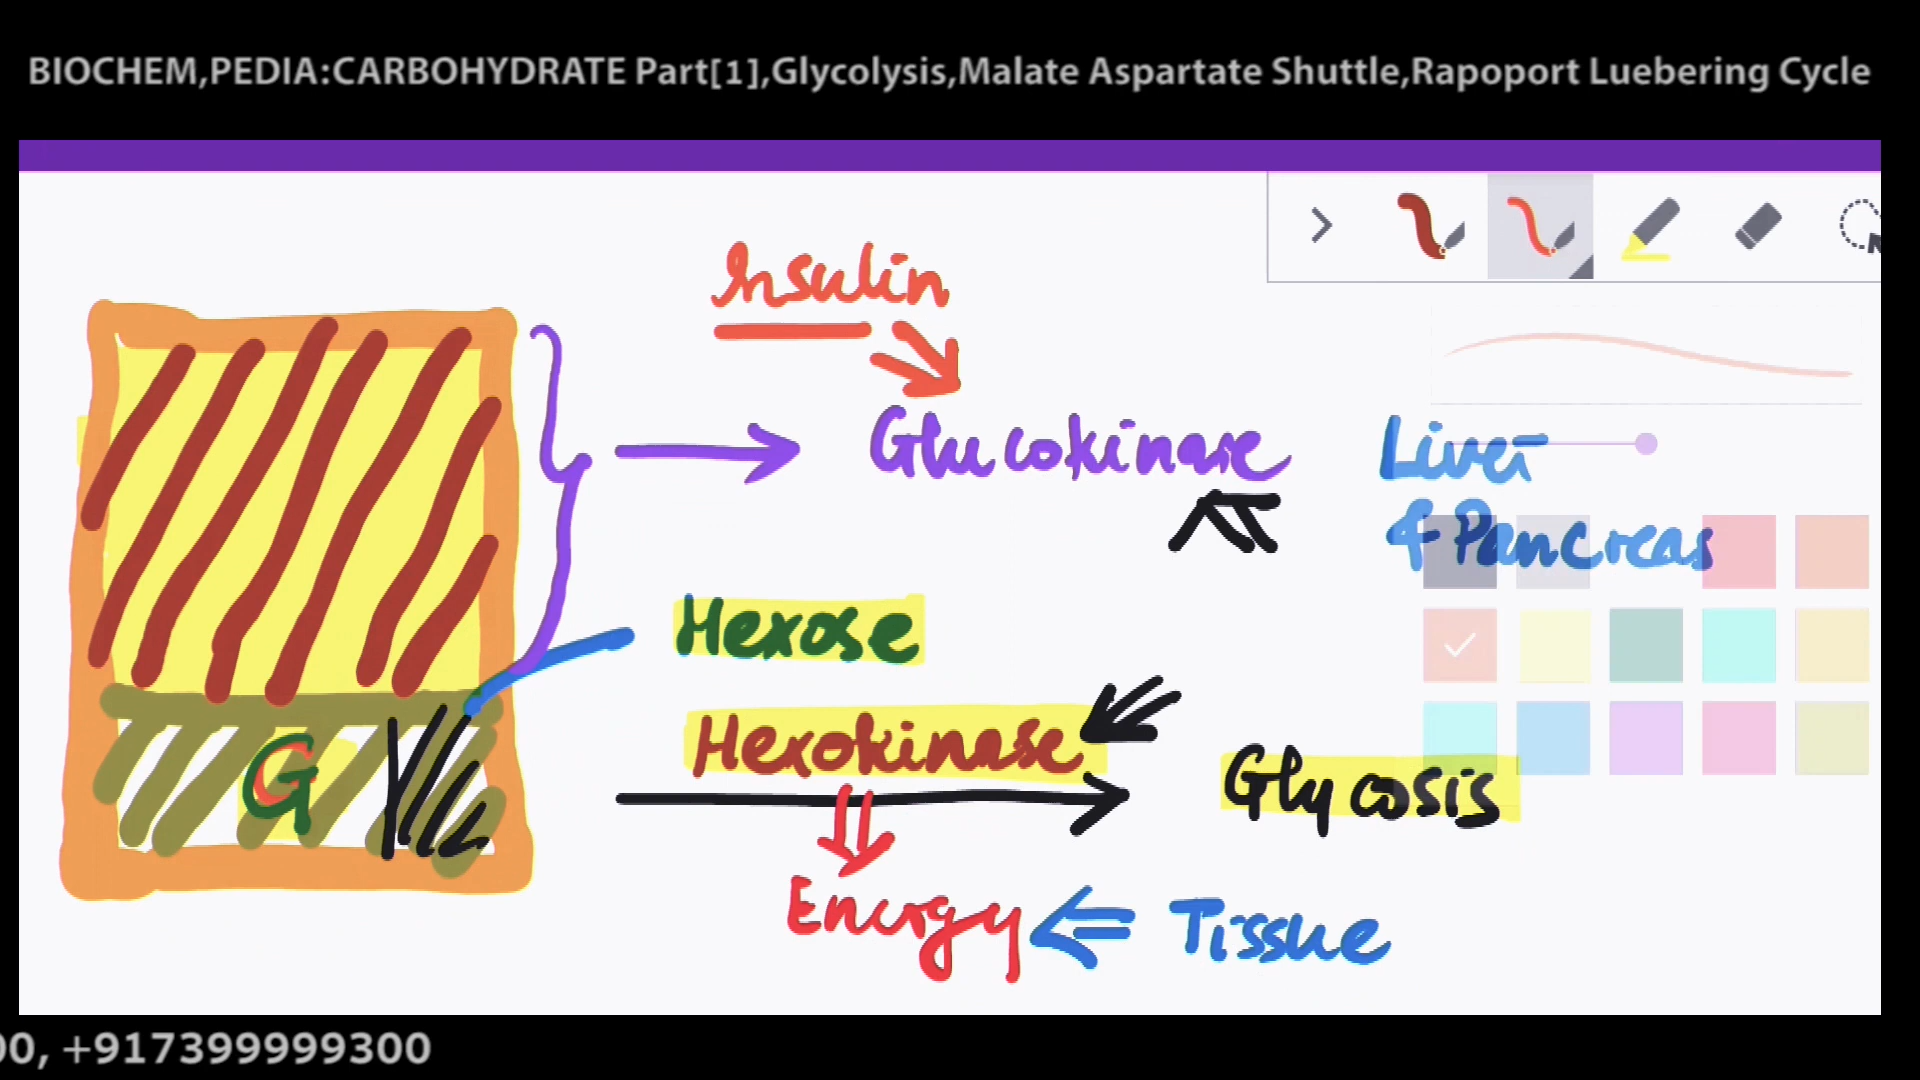 BIOCHEM,PEDIA:CARBOHYDRATE Part[1],Glycolysis,Malate Aspartate Shuttle,Rapoport Luebering Cycle
Insulin
Glucokinase
Liver
& Pancreas
Hexose
Hexokinase
Glycosis
G
Energy
Tissue
00, +917399999300